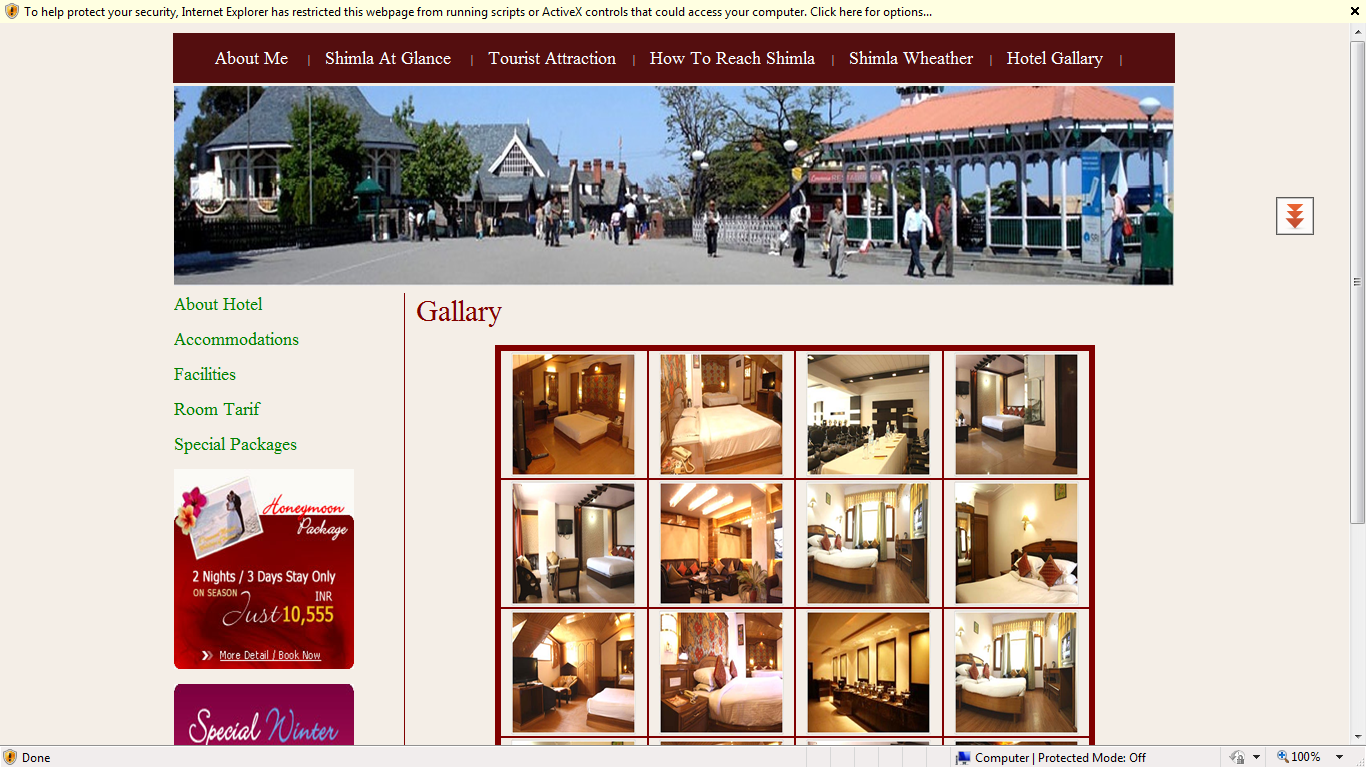 To help protect your security, Internet Explorer has restricted this webpage from running scripts or ActiveX controls that could access your computer. Click here for options...
About Me | Shimla At Glance | Tourist Attraction | How To Reach Shimla | Shimla Wheather | Hotel Gallary |
About Hotel
Accommodations
Facilities
Room Tarif
Special Packages
Gallary
Honeymoon
Package
2 Nights / 3 Days Stay Only
ON SEASON
INR
Just 10,555
More Detail / Book Now
Special Winter
Done
Computer | Protected Mode: Off
100%